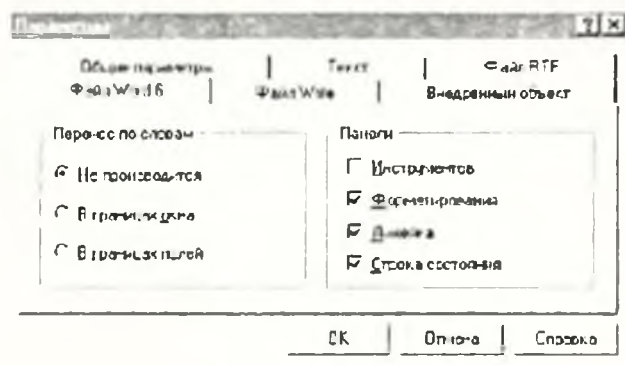 Параметры
Общие параметры Текст Файл RTF
Файл Word 6 Файл Write Внедренный объект
Перенос по словам
Не производится
В границах окна
В границах полей
Панели
Инструментов
Форматирования
Линейка
Строка состояния
OK Отмена Справка